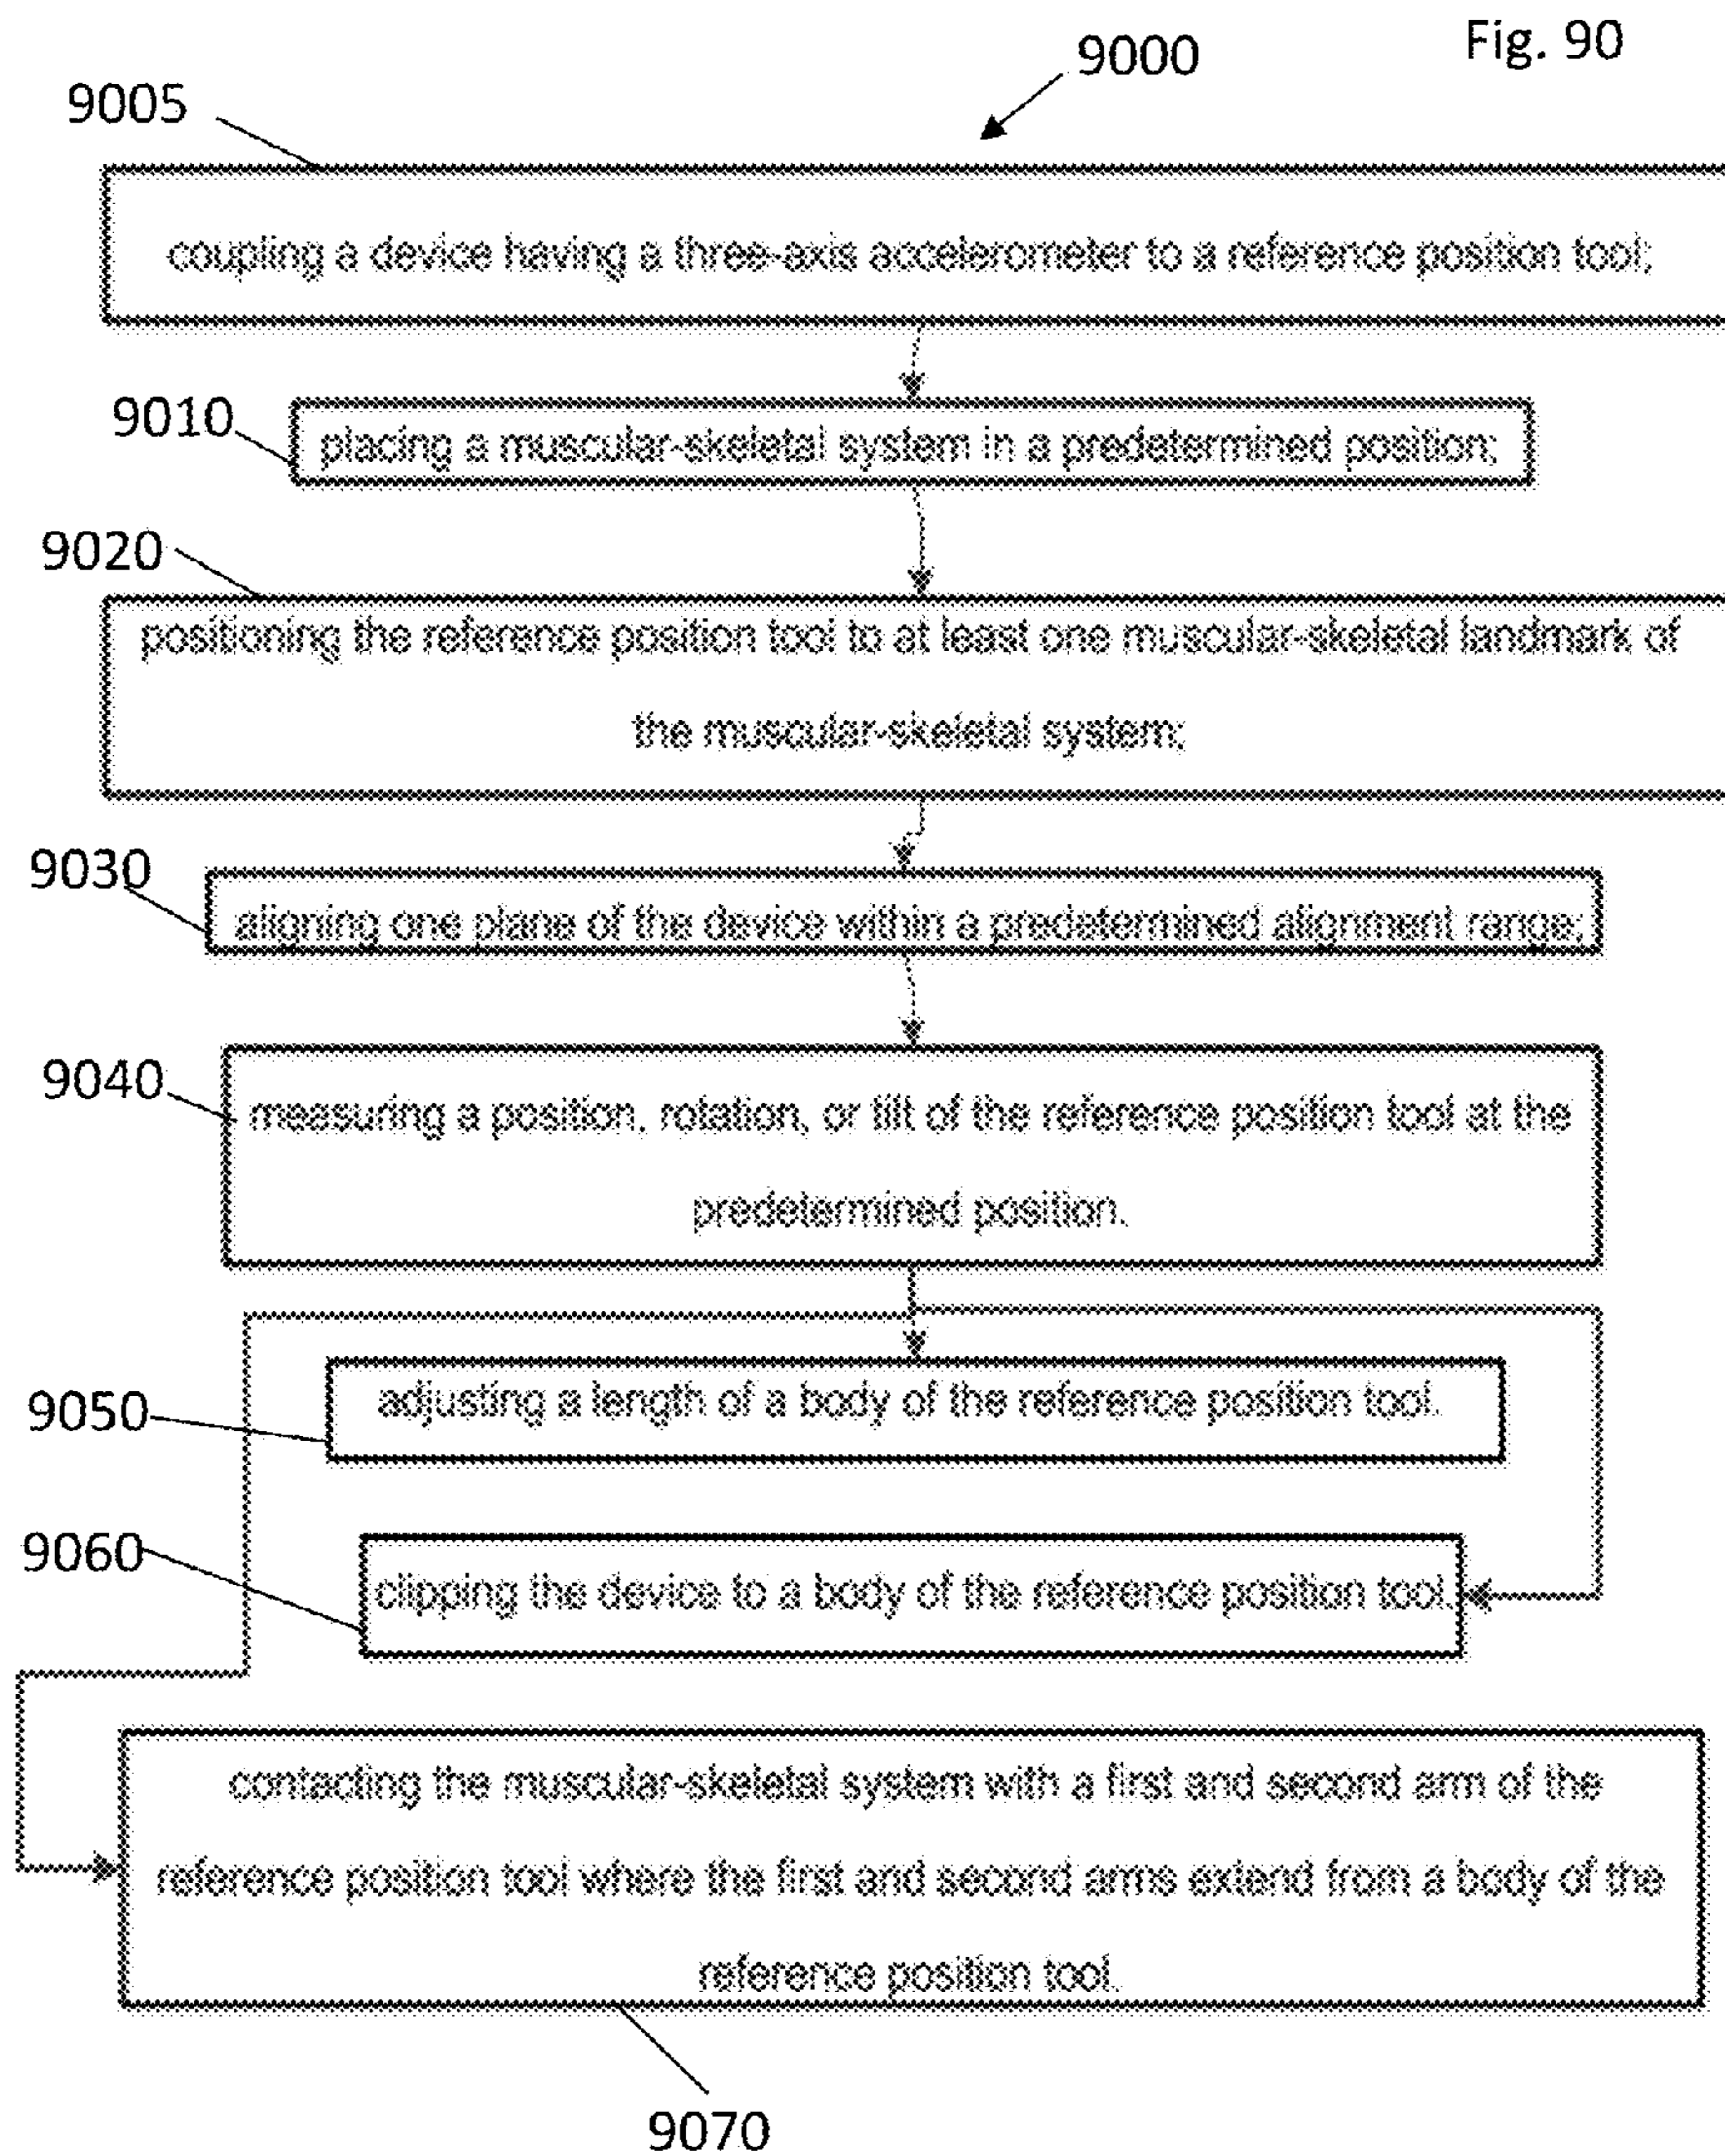 Fig. 90
9000
9005
coupling a device having a three-axis accelerometer to a reference position tool;
9010
placing a muscular-skeletal system in a predetermined position;
9020
positioning the reference position tool to at least one muscular-skeletal landmark of
the muscular-skeletal system;
9030
aligning one plane of the device within a predetermined alignment range;
9040
measuring a position, rotation, or tilt of the reference position tool at the
predetermined position.
9050
adjusting a length of a body of the reference position tool.
9060
clipping the device to a body of the reference position tool.
contacting the muscular-skeletal system with a first and second arm of the
reference position tool where the first and second arms extend from a body of the
reference position tool.
9070